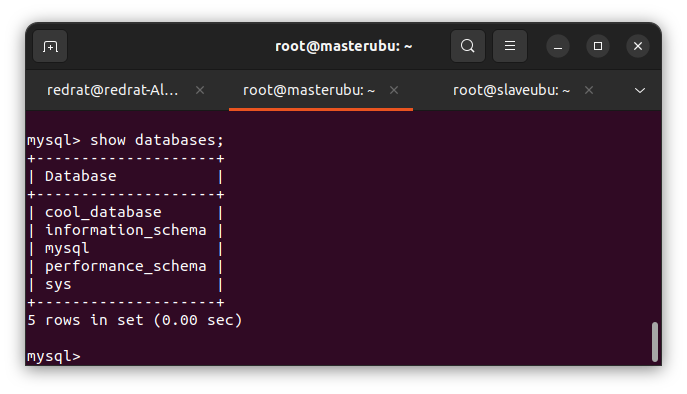 root@masterubu: ~
redrat@redrat-Al...
root@masterubu: ~
root@slaveubu: ~
mysql> show databases;
+--------------------+
| Database           |
+--------------------+
| cool_database      |
| information_schema |
| mysql              |
| performance_schema |
| sys                |
+--------------------+
5 rows in set (0.00 sec)
mysql>